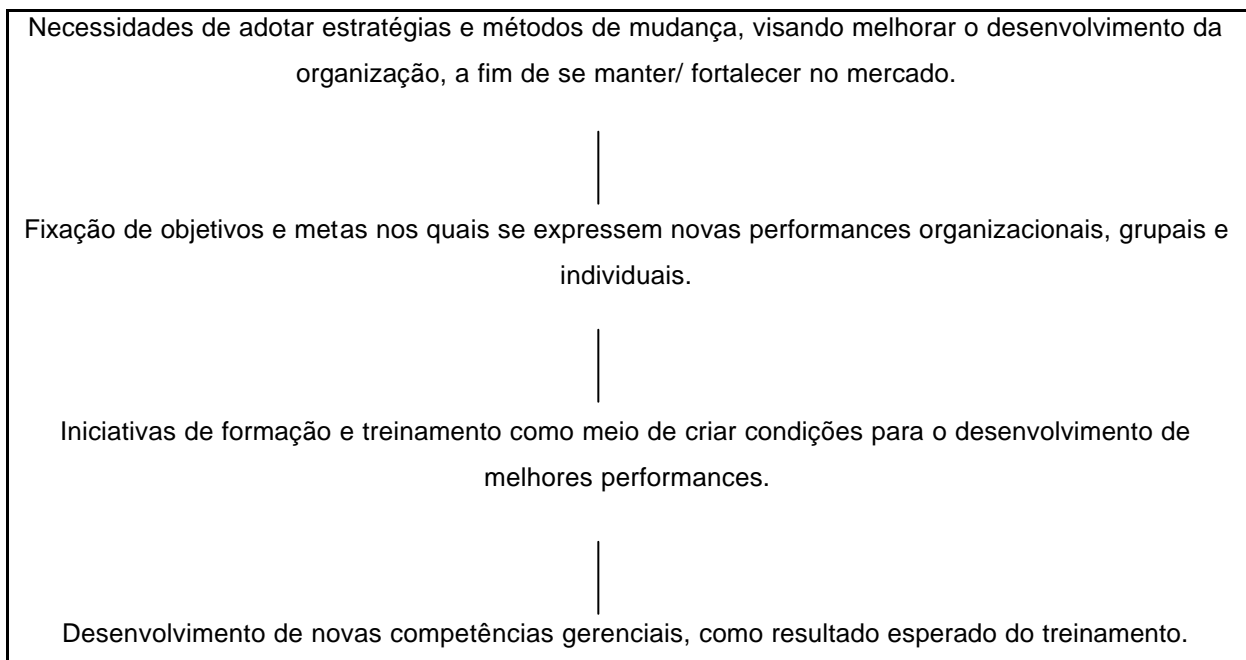 Necessidades de adotar estratégias e métodos de mudança, visando melhorar o desenvolvimento da
organização, a fim de se manter/ fortalecer no mercado.
Fixação de objetivos e metas nos quais se expressem novas performances organizacionais, grupais e
individuais.
Iniciativas de formação e treinamento como meio de criar condições para o desenvolvimento de
melhores performances.
Desenvolvimento de novas competências gerenciais, como resultado esperado do treinamento.